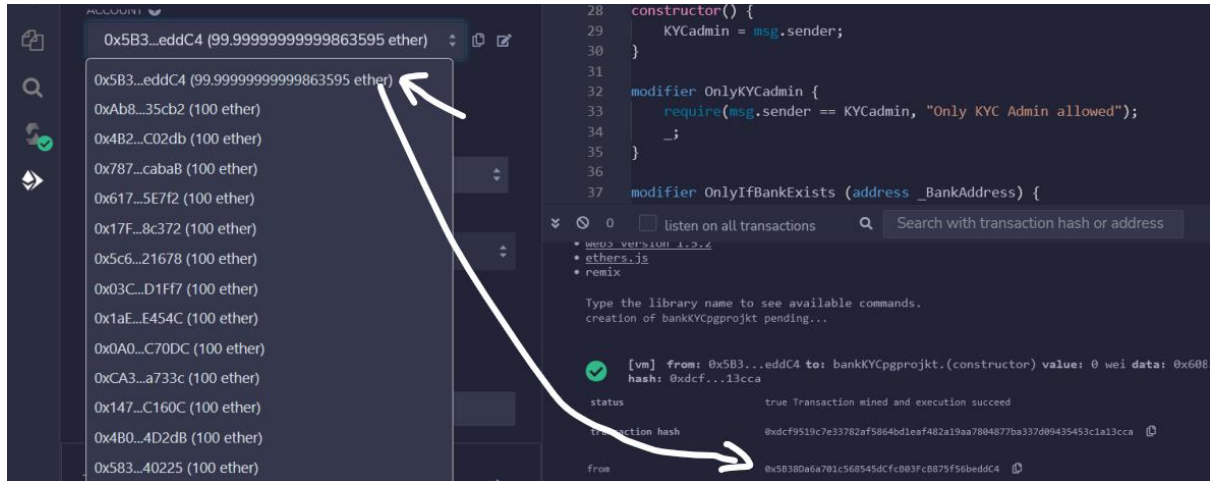 ACCOUNT
0x5B3...eddC4 (99.99999999999863595 ether)
0x5B3...eddC4 (99.99999999999863595 ether)
0xAb8...35cb2 (100 ether)
0x4B2...C02db (100 ether)
0x787...cabaB (100 ether)
0x617...5E7f2 (100 ether)
0x17F...8c372 (100 ether)
0x5c6...21678 (100 ether)
0x03C...D1Ff7 (100 ether)
0x1aE...E454C (100 ether)
0x0A0...C70DC (100 ether)
0xCA3...a733c (100 ether)
0x147...C160C (100 ether)
0x4B0...4D2dB (100 ether)
0x583...40225 (100 ether)
28 constructor() {
29 KYCadmin = msg.sender;
30 }
31
32 modifier OnlyKYCadmin {
33 require(msg.sender == KYCadmin, "Only KYC Admin allowed");
34 _;
35 }
36
37 modifier OnlyIfBankExists (address _BankAddress) {
0 listen on all transactions Search with transaction hash or address
• web3 version 1.5.2
• ethers.js
• remix
Type the library name to see available commands.
creation of bankKYCpgprojkt pending...
[vm] from: 0x5B3...eddC4 to: bankKYCpgprojkt.(constructor) value: 0 wei data: 0x608
hash: 0xdcf...13cca
status true Transaction mined and execution succeed
transaction hash 0xdcf9519c7e33782af5864bd1eaf482a19aa7804877ba337d09435453c1a13cca
from 0x5B38Da6a701c568545dCfcB03FcB875f56beddC4